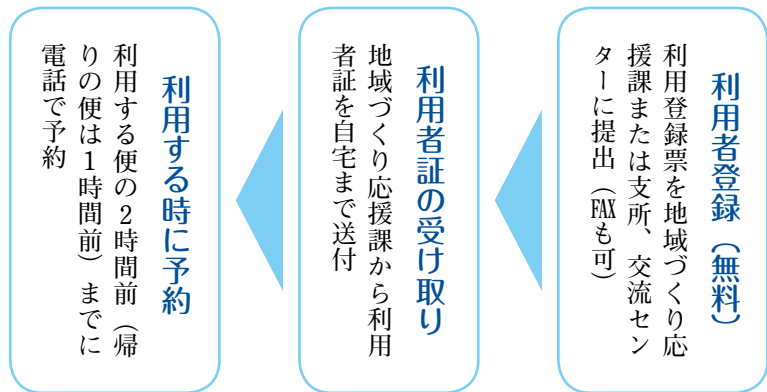 利用者登録（無料）
利用登録票を地域づくり応
援課または支所、交流セン
ターに提出（FAXも可）
利用者証の受け取り
地域づくり応援課から利用
者証を自宅まで送付
利用する時に予約
利用する便の２時間前（帰
りの便は１時間前）までに
電話で予約